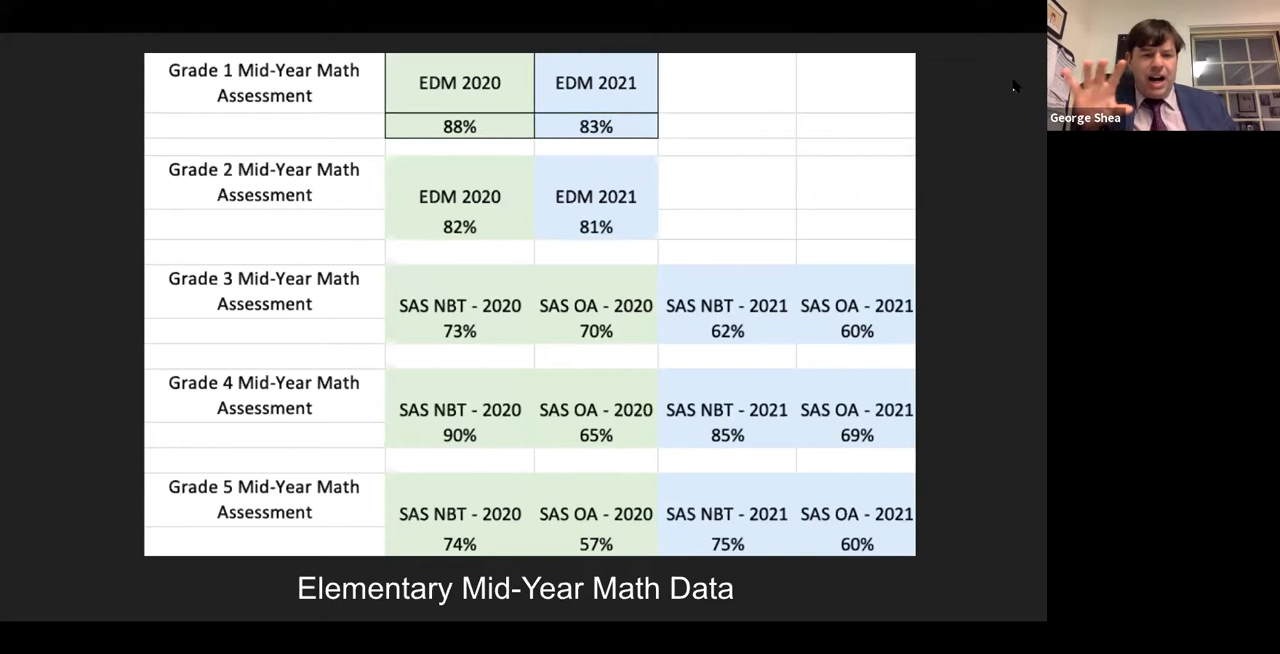 Grade 1 Mid-Year Math
Assessment
EDM 2020
EDM 2021
88%
83%
Grade 2 Mid-Year Math
Assessment
EDM 2020
EDM 2021
82%
81%
Grade 3 Mid-Year Math
Assessment
SAS NBT - 2020
SAS OA - 2020
SAS NBT - 2021
SAS OA - 2021
73%
70%
62%
60%
Grade 4 Mid-Year Math
Assessment
SAS NBT - 2020
SAS OA - 2020
SAS NBT - 2021
SAS OA - 2021
90%
65%
85%
69%
Grade 5 Mid-Year Math
Assessment
SAS NBT - 2020
SAS OA - 2020
SAS NBT - 2021
SAS OA - 2021
74%
57%
75%
60%
Elementary Mid-Year Math Data
George Shea